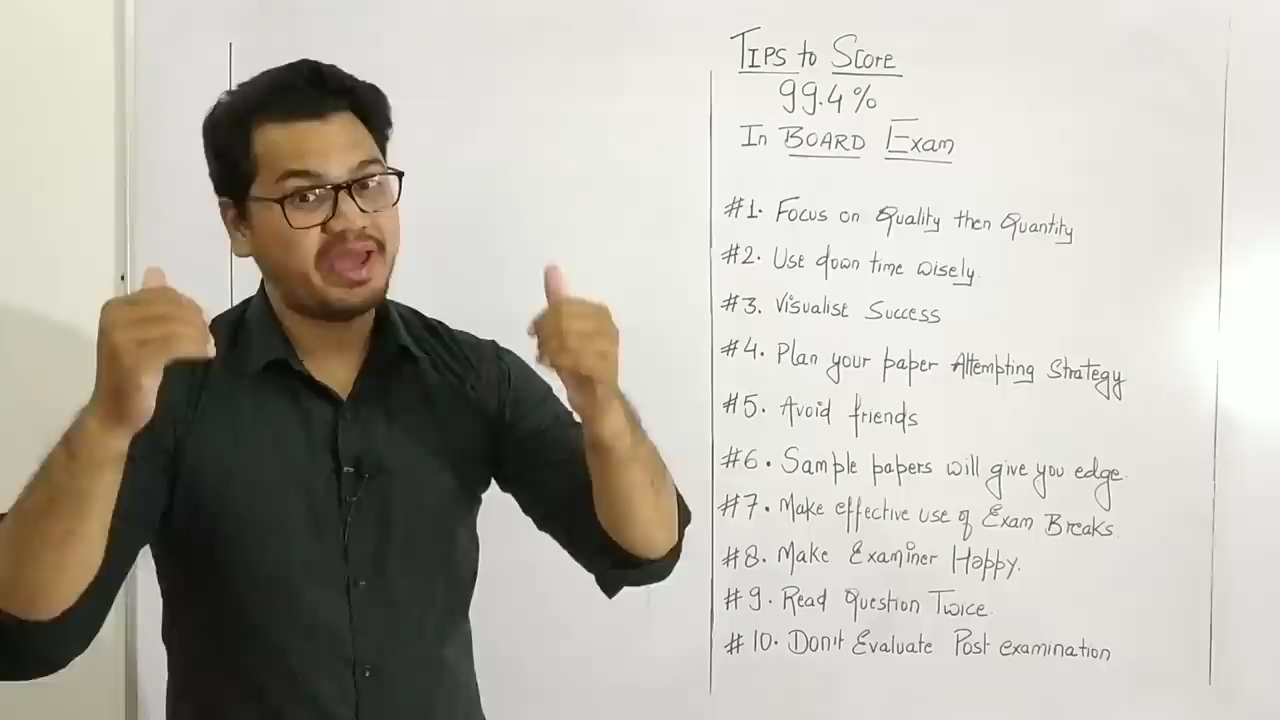 TIPS to Score
99.4%
In BOARD Exam
#1. Focus on Quality then Quantity
#2. Use down time wisely.
#3. Visualist Success
#4. Plan your paper Attempting Strategy
#5. Avoid friends
#6. Sample papers will give you edge.
#7. Make effective use of Exam Breaks.
#8. Make Examiner Happy.
#9. Read Question Twice.
#10. Don't Evaluate Post examination